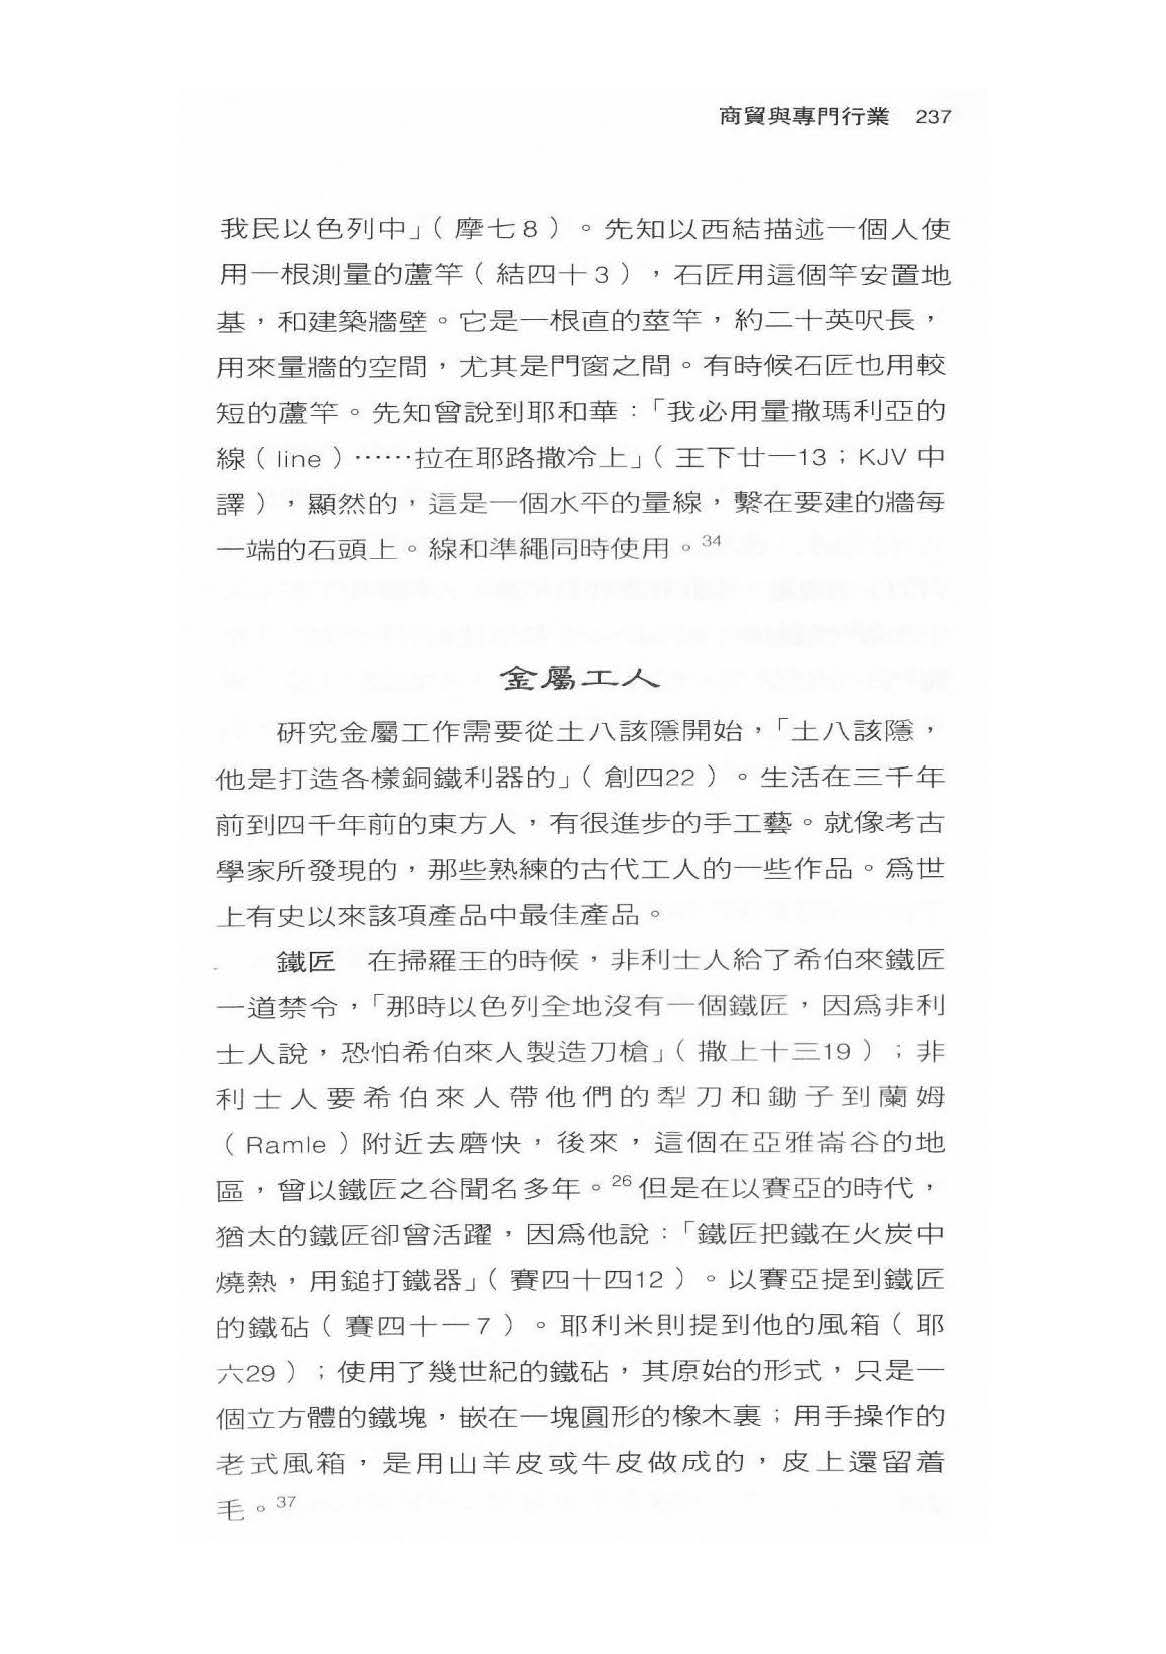 商貿與專門行業 237
我民以色列中」（摩七8）。先知以西結描述一個人使
用一根測量的蘆竿（結四十3），石匠用這個竿安置地
基，和建築牆壁。它是一根直的莖竿，約二十英呎長，
用來量牆的空間，尤其是門窗之間。有時候石匠也用較
短的蘆竿。先知曾說到耶和華：「我必用量撒瑪利亞的
線（line）……拉在耶路撒冷上」（王下廿一13；KJV 中
譯），顯然的，這是一個水平的量線，繫在要建的牆每
一端的石頭上。線和準繩同時使用。34
金屬工人
研究金屬工作需要從土八該隱開始，「土八該隱，
他是打造各樣銅鐵利器的」（創四22）。生活在三千年
前到四千年前的東方人，有很進步的手工藝。就像考古
學家所發現的，那些熟練的古代工人的一些作品。爲世
上有史以來該項產品中最佳產品。
鐵匠 在掃羅王的時候，非利士人給了希伯來鐵匠
一道禁令，「那時以色列全地沒有一個鐵匠，因爲非利
士人說，恐怕希伯來人製造刀槍」（撒上十三19）；非
利士人要希伯來人帶他們的犁刀和鋤子到蘭姆
（Ramle）附近去磨快，後來，這個在亞雅崙谷的地
區，曾以鐵匠之谷聞名多年。26但是在以賽亞的時代，
猶太的鐵匠卻曾活躍，因爲他說：「鐵匠把鐵在火炭中
燒熱，用鎚打鐵器」（賽四十四12）。以賽亞提到鐵匠
的鐵砧（賽四十一7）。耶利米則提到他的風箱（耶
六29）；使用了幾世紀的鐵砧，其原始的形式，只是一
個立方體的鐵塊，嵌在一塊圓形的橡木裏；用手操作的
老式風箱，是用山羊皮或牛皮做成的，皮上還留着
毛。37